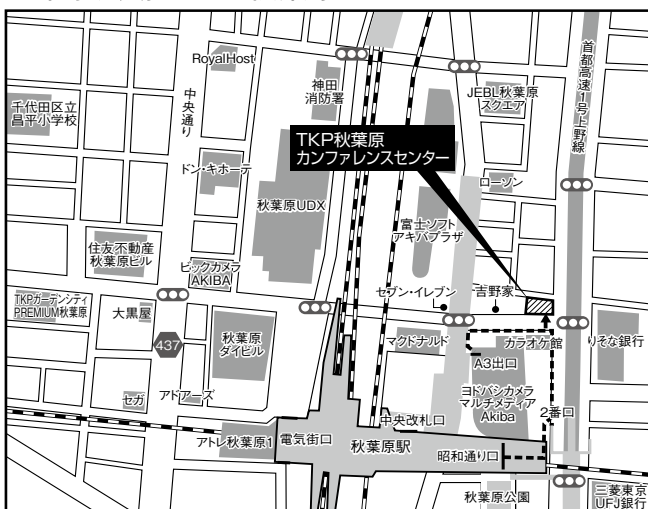 RoyalHost
神田
消防署
中央通り
千代田区立
昌平小学校
JEBL秋葉原
スクエア
首都高速1号上野線
TKP秋葉原
カンファレンスセンター
ドン・キホーテ
ローソン
秋葉原UDX
富士ソフト
アキバプラザ
住友不動産
秋葉原ビル
ビックカメラ
AKIBA
セブン・イレブン
吉野家
TKPガーデンシティ
PREMIUM秋葉原
大黒屋
437
秋葉原
ダイビル
マクドナルド
カラオケ館
りそな銀行
A3出口
ヨドバシカメラ
マルチメディア
Akiba
2番口
セガ
アドアーズ
アトレ秋葉原1
電気街口
中央改札口
秋葉原駅
昭和通り口
秋葉原公園
三菱東京
UFJ銀行